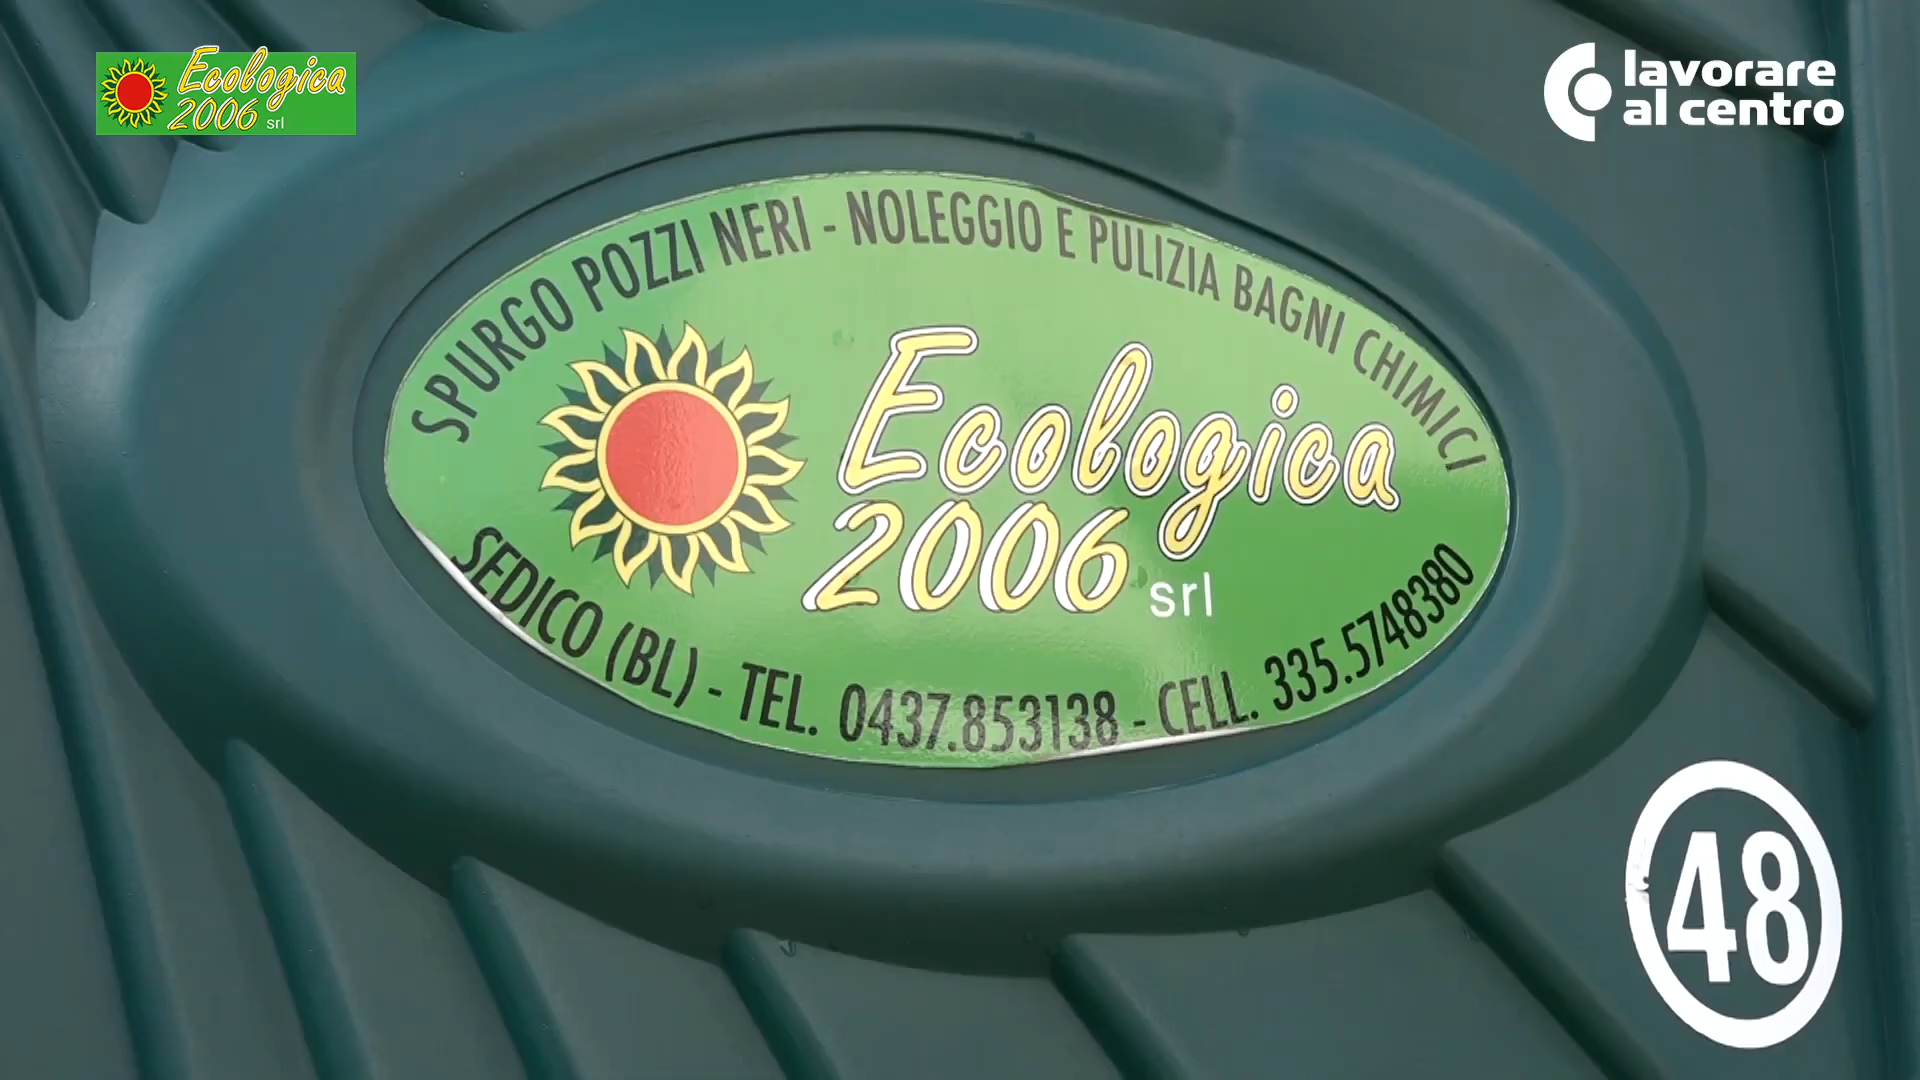 Ecologica
2006 srl
lavorare
al centro
SPURGO POZZI NERI - NOLEGGIO E PULIZIA BAGNI CHIMICI
Ecologica
2006 srl
SEDICO (BL) - TEL. 0437.853138 - CELL. 335.5748380
48